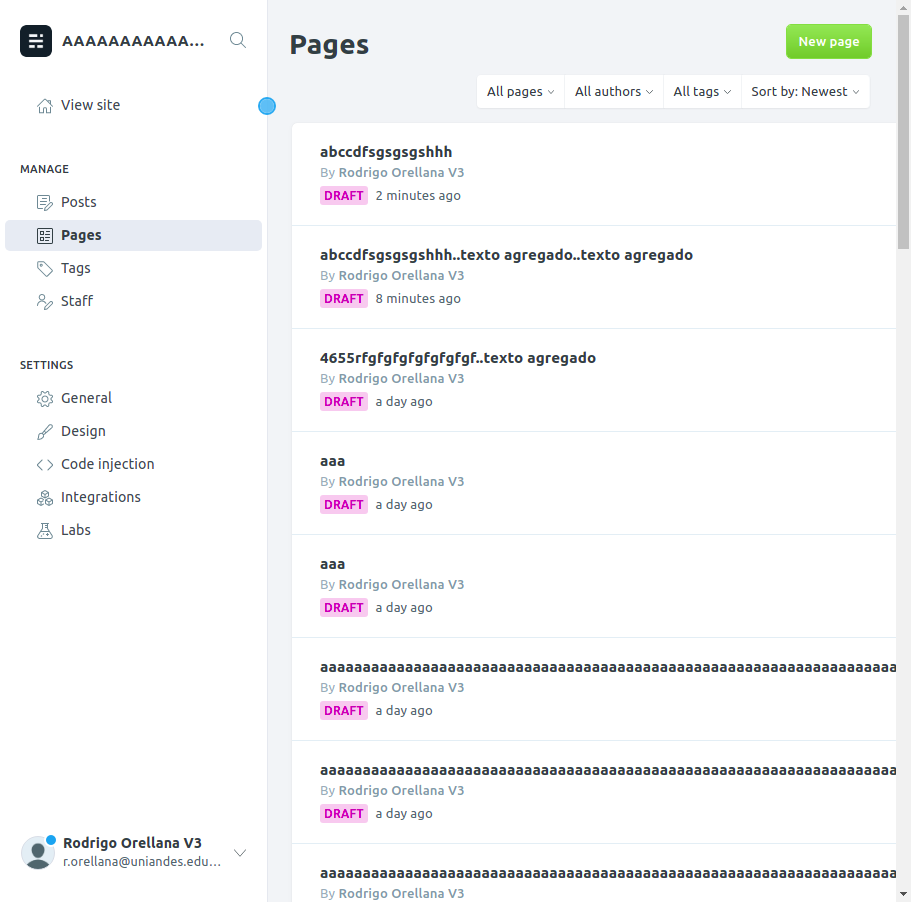 AAAAAAAAAAA...
View site
MANAGE
Posts
Pages
Tags
Staff
SETTINGS
General
Design
Code injection
Integrations
Labs
Rodrigo Orellana V3
r.orellana@uniandes.edu...
Pages
New page
All pages
All authors
All tags
Sort by: Newest
abccdfsgsgsgshhh
By Rodrigo Orellana V3
DRAFT 2 minutes ago
abccdfsgsgsgshhh..texto agregado..texto agregado
By Rodrigo Orellana V3
DRAFT 8 minutes ago
4655rfgfgfgfgfgfgfgf..texto agregado
By Rodrigo Orellana V3
DRAFT a day ago
aaa
By Rodrigo Orellana V3
DRAFT a day ago
aaa
By Rodrigo Orellana V3
DRAFT a day ago
By Rodrigo Orellana V3
DRAFT a day ago
By Rodrigo Orellana V3
DRAFT a day ago
By Rodrigo Orellana V3